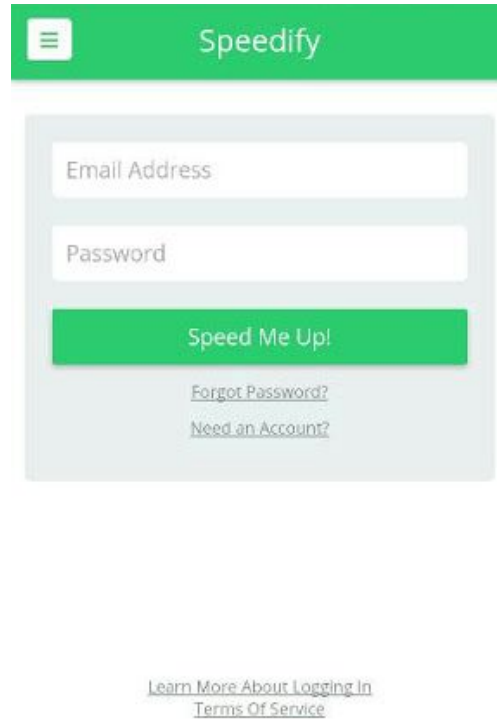 Speedify
Email Address
Password
Speed Me Up!
Forgot Password?
Need an Account?
Learn More About Logging In
Terms Of Service